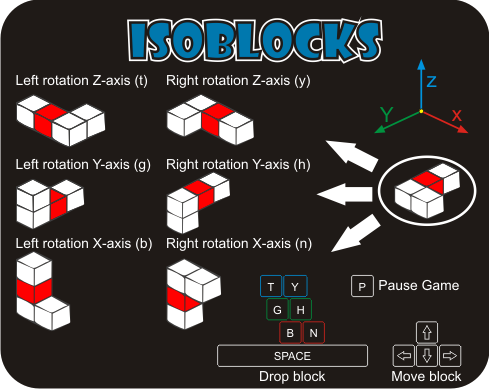 ISOBLOCKS
Left rotation Z-axis (t) Right rotation Z-axis (y)
Z
Y X
Left rotation Y-axis (g) Right rotation Y-axis (h)
Left rotation X-axis (b) Right rotation X-axis (n)
T Y P Pause Game
G H
B N
SPACE
Drop block Move block